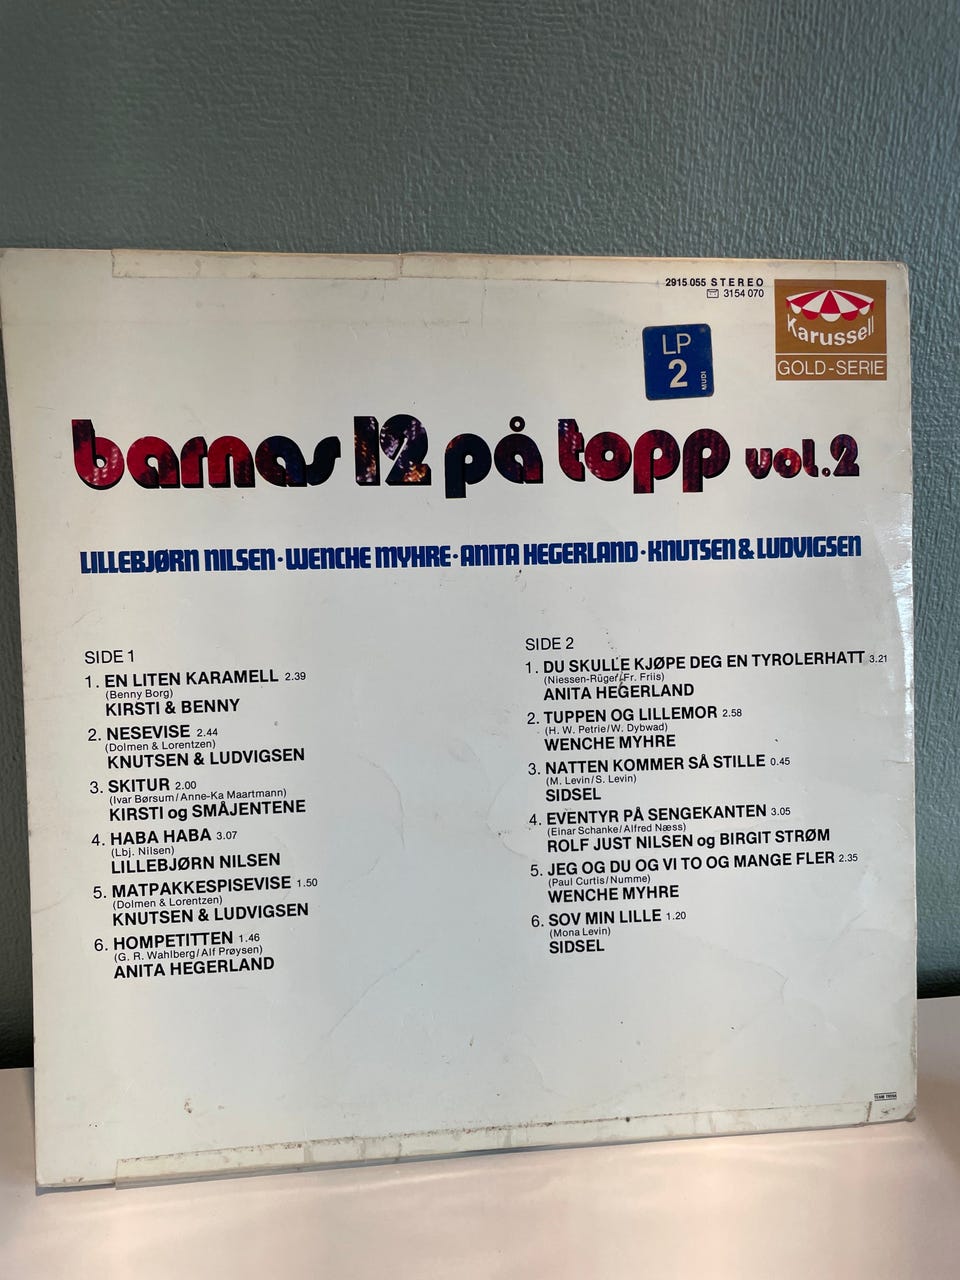 2915 055 STEREO
3154 070
Karussell
GOLD-SERIE
LP
2
MUDI
barnas 12 på topp vol.2
LILLEBJØRN NILSEN · WENCHE MYHRE · ANITA HEGERLAND · KNUTSEN & LUDVIGSEN
SIDE 1
1. EN LITEN KARAMELL 2.39
(Benny Borg)
KIRSTI & BENNY
2. NESEVISE 2.44
(Dolmen & Lorentzen)
KNUTSEN & LUDVIGSEN
3. SKITUR 2.00
(Ivar Børsum/Anne-Ka Maartmann)
KIRSTI og SMÅJENTENE
4. HABA HABA 3.07
(Lbj. Nilsen)
LILLEBJØRN NILSEN
5. MATPAKKESPISEVISE 1.50
(Dolmen & Lorentzen)
KNUTSEN & LUDVIGSEN
6. HOMPETITTEN 1.46
(G. R. Wahlberg/Alf Prøysen)
ANITA HEGERLAND
SIDE 2
1. DU SKULLE KJØPE DEG EN TYROLERHATT 3.21
(Niessen-Rüger/Fr. Friis)
ANITA HEGERLAND
2. TUPPEN OG LILLEMOR 2.58
(H. W. Petrie/W. Dybwad)
WENCHE MYHRE
3. NATTEN KOMMER SÅ STILLE 0.45
(M. Levin/S. Levin)
SIDSEL
4. EVENTYR PÅ SENGEKANTEN 3.05
(Einar Schanke/Alfred Næss)
ROLF JUST NILSEN og BIRGIT STRØM
5. JEG OG DU OG VI TO OG MANGE FLER 2.35
(Paul Curtis/Numme)
WENCHE MYHRE
6. SOV MIN LILLE 1.20
(Mona Levin)
SIDSEL